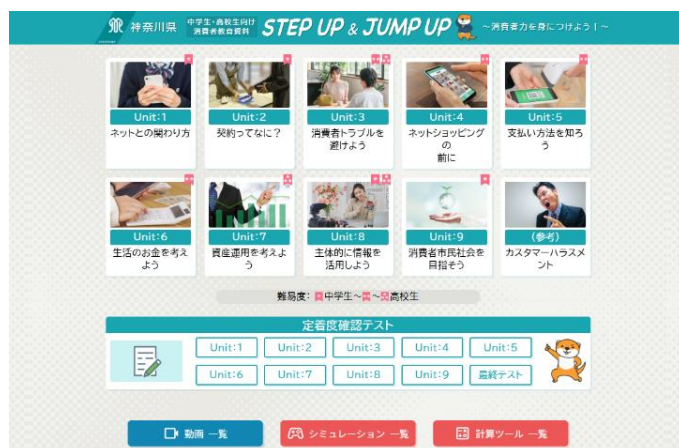 神奈川県
中学生・高校生向け
消費者教育資料
STEP UP & JUMP UP
～消費者力を身につけよう！～
Unit:1
ネットとの関わり方
Unit:2
契約ってなに？
Unit:3
消費者トラブルを
避けよう
Unit:4
ネットショッピング
の
前に
Unit:5
支払い方法を知ろ
う
Unit:6
生活のお金を考え
よう
Unit:7
資産運用を考えよ
う
Unit:8
主体的に情報を
活用しよう
Unit:9
消費者市民社会を
目指そう
(参考)
カスタマーハラスメ
ント
難易度：中学生～～高校生
定着度確認テスト
Unit:1 Unit:2 Unit:3 Unit:4 Unit:5
Unit:6 Unit:7 Unit:8 Unit:9 最終テスト
動画 一覧 シミュレーション 一覧 計算ツール 一覧